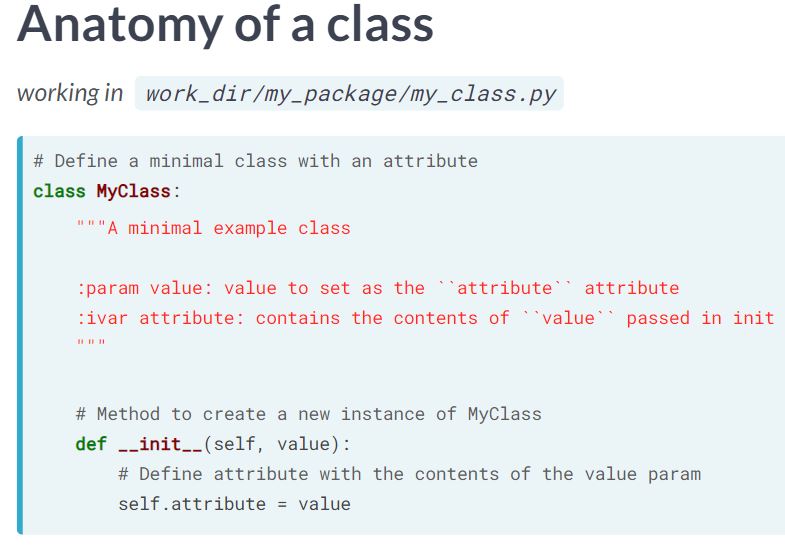 Anatomy of a class
working in work_dir/my_package/my_class.py
# Define a minimal class with an attribute
class MyClass:
    """A minimal example class

    :param value: value to set as the ``attribute`` attribute
    :ivar attribute: contains the contents of ``value`` passed in init
    """

    # Method to create a new instance of MyClass
    def __init__(self, value):
        # Define attribute with the contents of the value param
        self.attribute = value